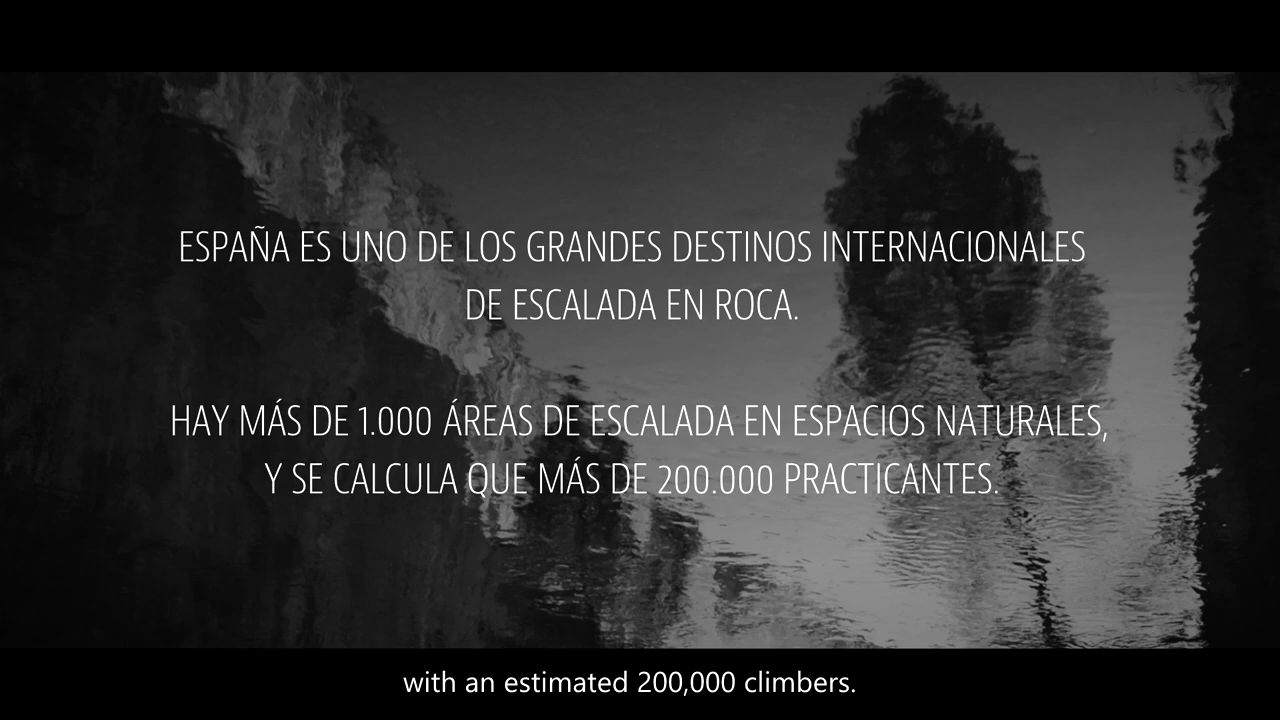 ESPAÑA ES UNO DE LOS GRANDES DESTINOS INTERNACIONALES
DE ESCALADA EN ROCA.
HAY MÁS DE 1.000 ÁREAS DE ESCALADA EN ESPACIOS NATURALES,
Y SE CALCULA QUE MÁS DE 200.000 PRACTICANTES.
with an estimated 200,000 climbers.